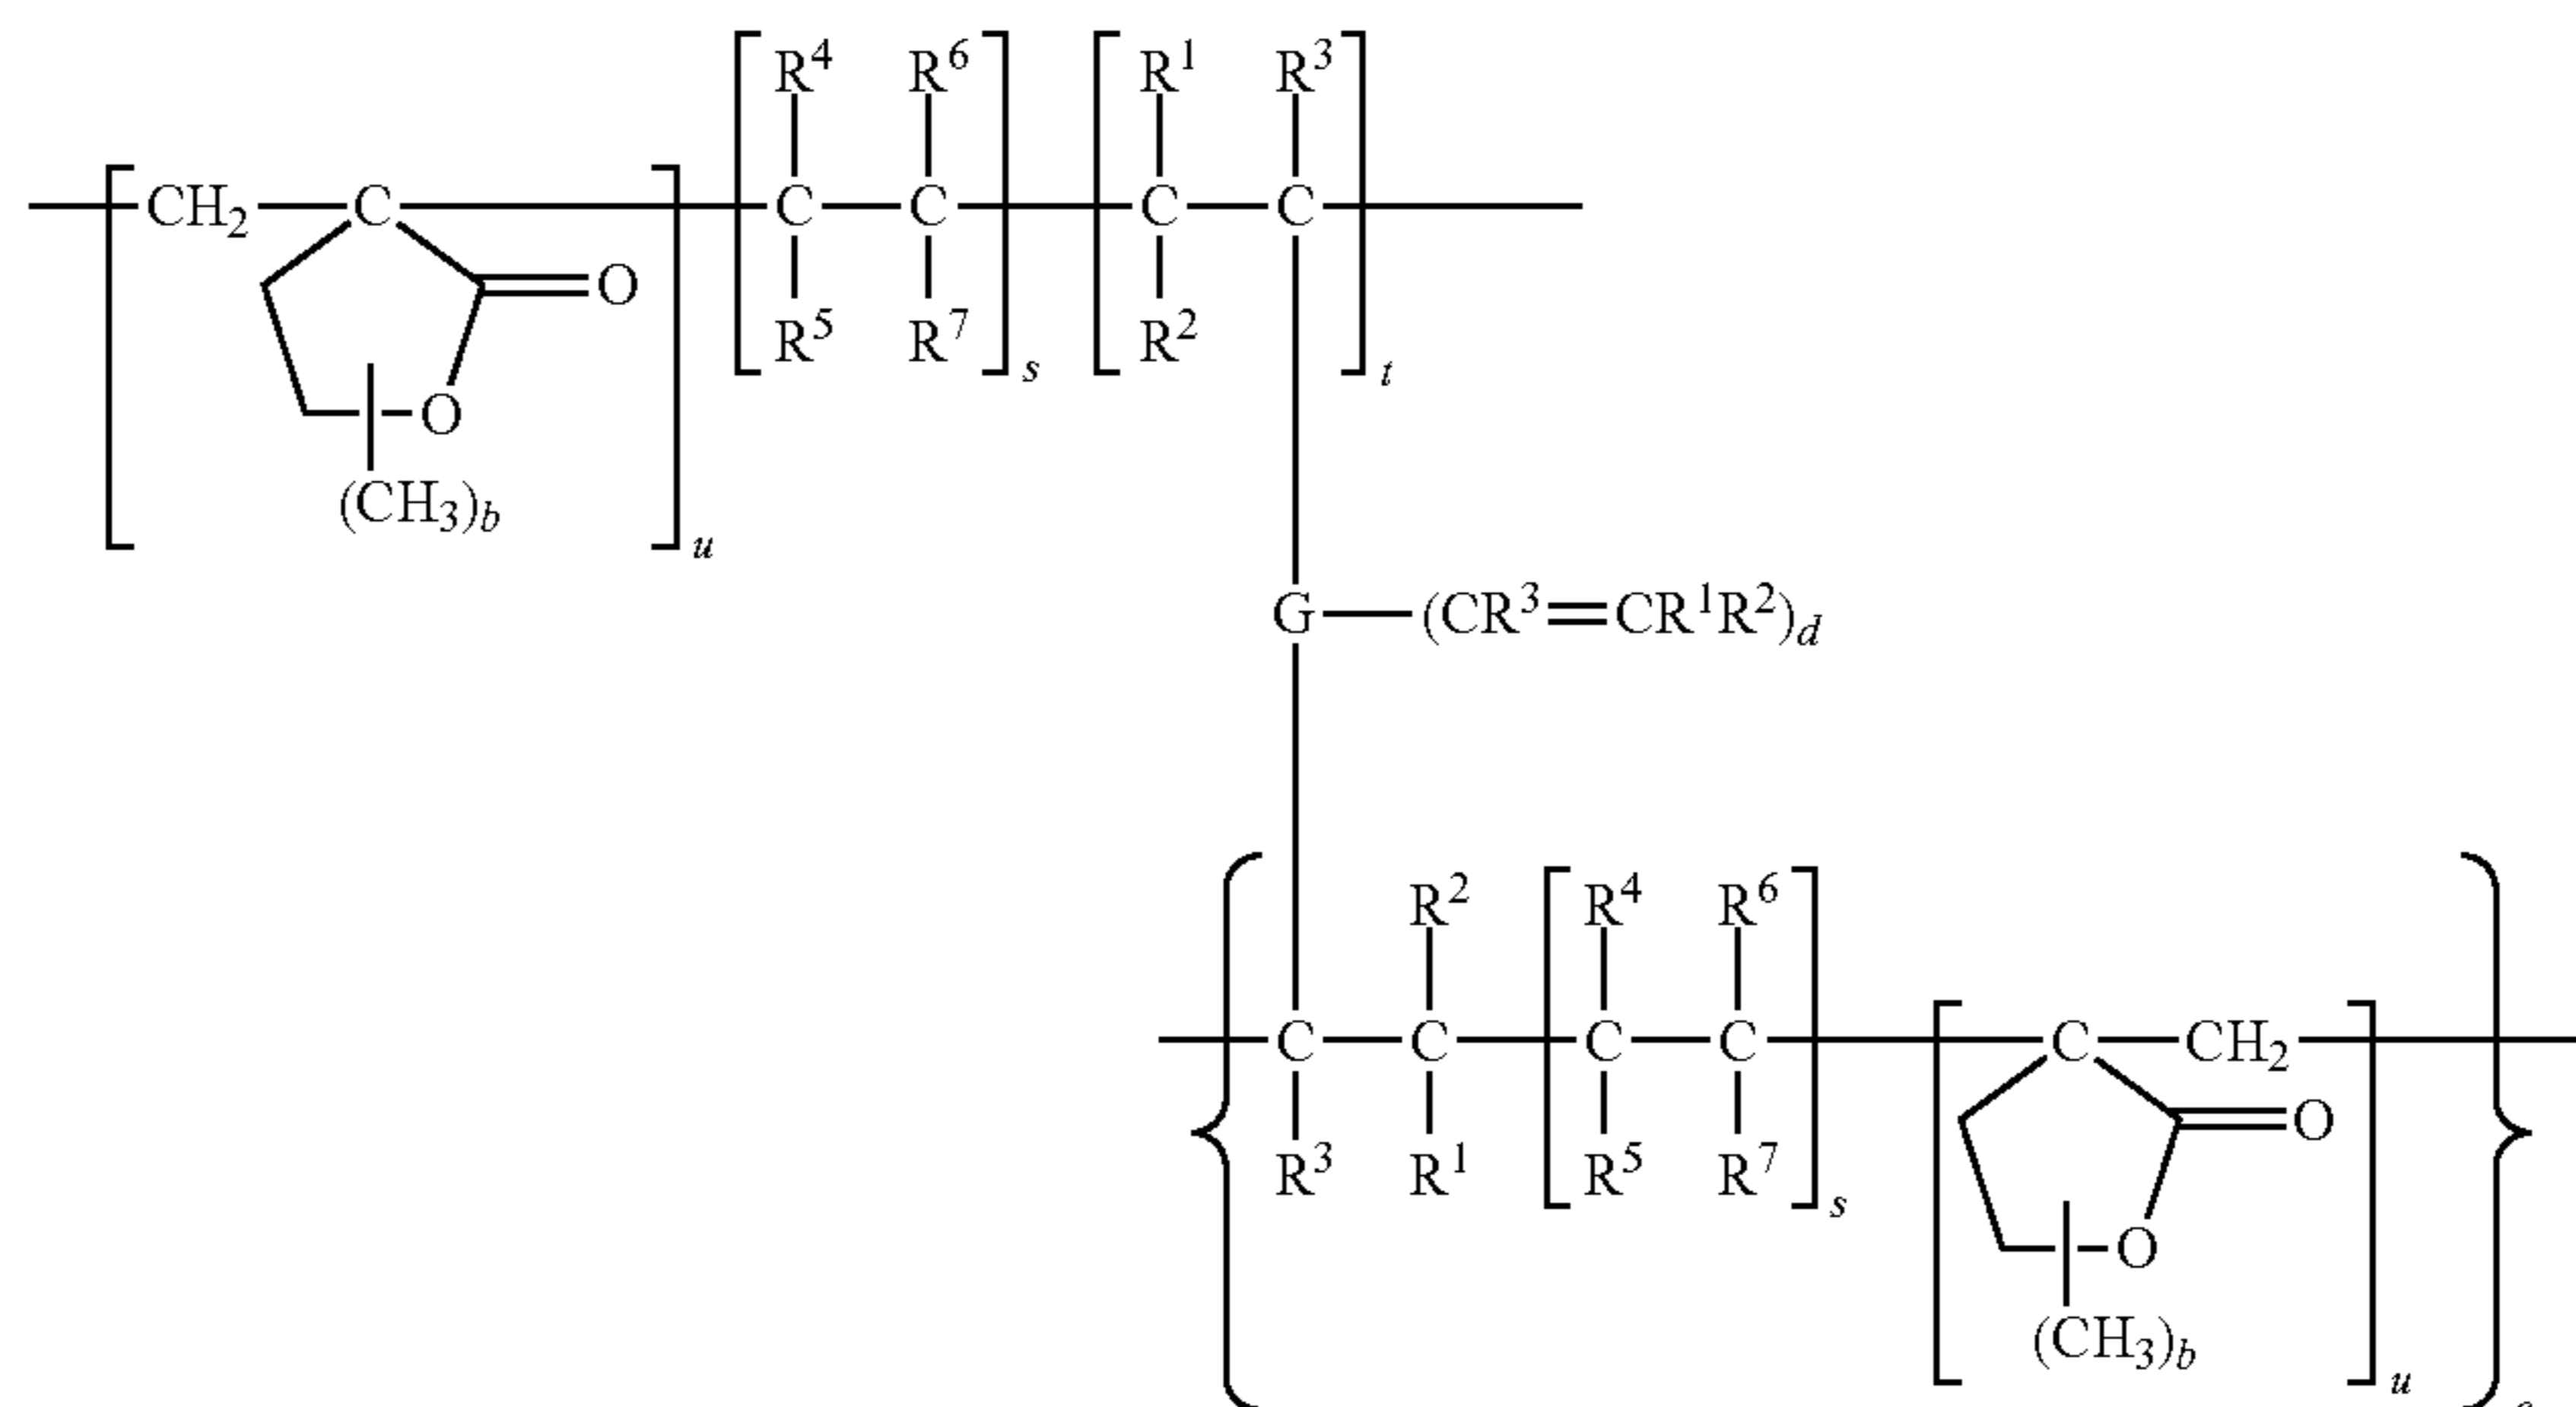 R⁴ R⁶ R¹ R³
CH₂ C C C C C
O
R⁵ R⁷ s R² t
O
(CH₃)b u
G—(CR³=CR¹R²)d
R² R⁴ R⁶
C C C C C CH₂
O
R³ R¹ R⁵ R⁷ s
O
(CH₃)b u